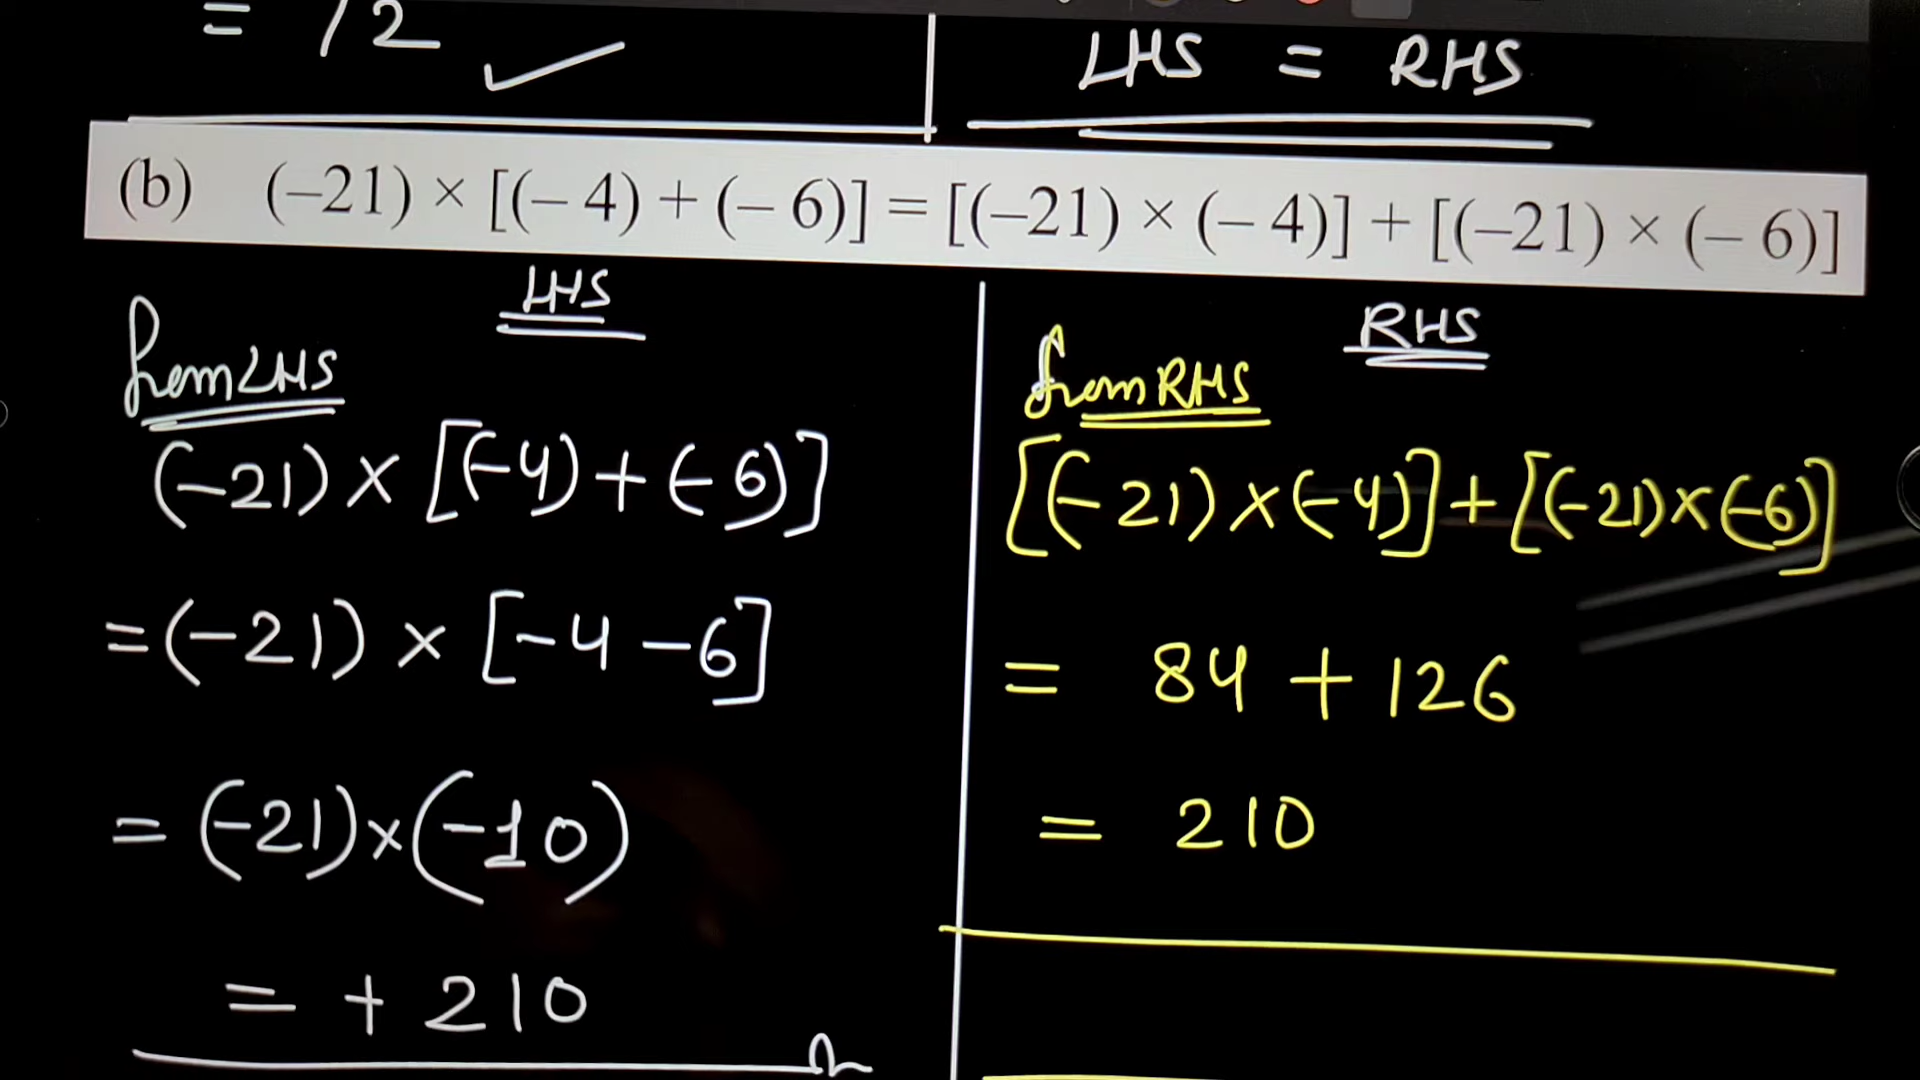 = 72
LHS = RHS
(b) (–21) × [(– 4) + (– 6)] = [(–21) × (– 4)] + [(–21) × (– 6)]
LHS
from LHS
(-21) × [(-4) + (-6)]
= (-21) × [-4 -6]
= (-21) × (-10)
= + 210
RHS
from RHS
[(-21) × (-4)] + [(-21) × (-6)]
= 84 + 126
= 210